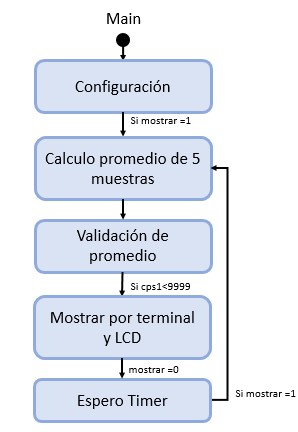 Main
Configuración
Si mostrar =1
Calculo promedio de 5
muestras
Validación de
promedio
Si cps1<9999
Mostrar por terminal
y LCD
mostrar =0
Espero Timer
Si mostrar =1